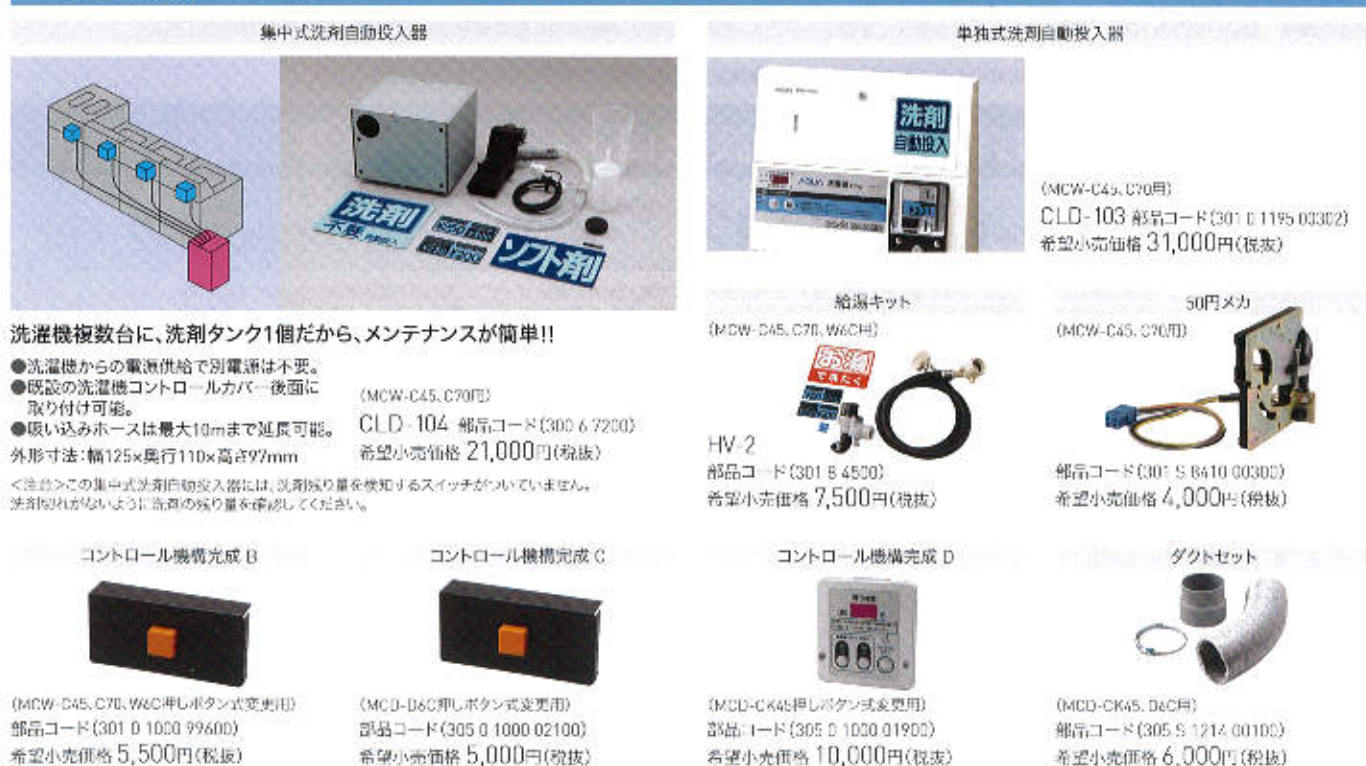 集中式洗剤自動投入器
洗剤
ソフト剤
洗濯機複数台に、洗剤タンク1個だから、メンテナンスが簡単!!
●洗濯機からの電源供給で別電源は不要。
●既設の洗濯機コントロールカバー後面に
取り付け可能。
●吸い込みホースは最大10mまで延長可能。
外形寸法:幅125×奥行110×高さ97mm
(MCW-C45、C70用)
CLD-104 部品コード(300 6 7200)
希望小売価格 21,000円(税抜)
<注意>この集中式洗剤自動投入器には、洗剤残り量を検知するスイッチがついていません。
洗剤切れがないように洗剤の残り量を確認してください。
単独式洗剤自動投入器
洗剤
自動投入
AQUA
(MCW-C45、C70用)
CLD-103 部品コード(301 0 1195 00302)
希望小売価格 31,000円(税抜)
給湯キット
(MCW-C45、C70、W6C用)
お湯
HV-2
部品コード(301 8 4500)
希望小売価格 7,500円(税抜)
50円メカ
(MCW-C45、C70用)
部品コード(301 S 8410 00300)
希望小売価格 4,000円(税抜)
コントロール機構完成 B
(MCW-C45、C70、W6C押しボタン式変更用)
部品コード(301 0 1000 99600)
希望小売価格 5,500円(税抜)
コントロール機構完成 C
(MCD-D6C押しボタン式変更用)
部品コード(305 0 1000 02100)
希望小売価格 5,000円(税抜)
コントロール機構完成 D
(MCD-CK45押しボタン式変更用)
部品コード(305 0 1000 01900)
希望小売価格 10,000円(税抜)
ダクトセット
(MCD-CK45、D6C用)
部品コード(305 S 1214 00100)
希望小売価格 6,000円(税抜)